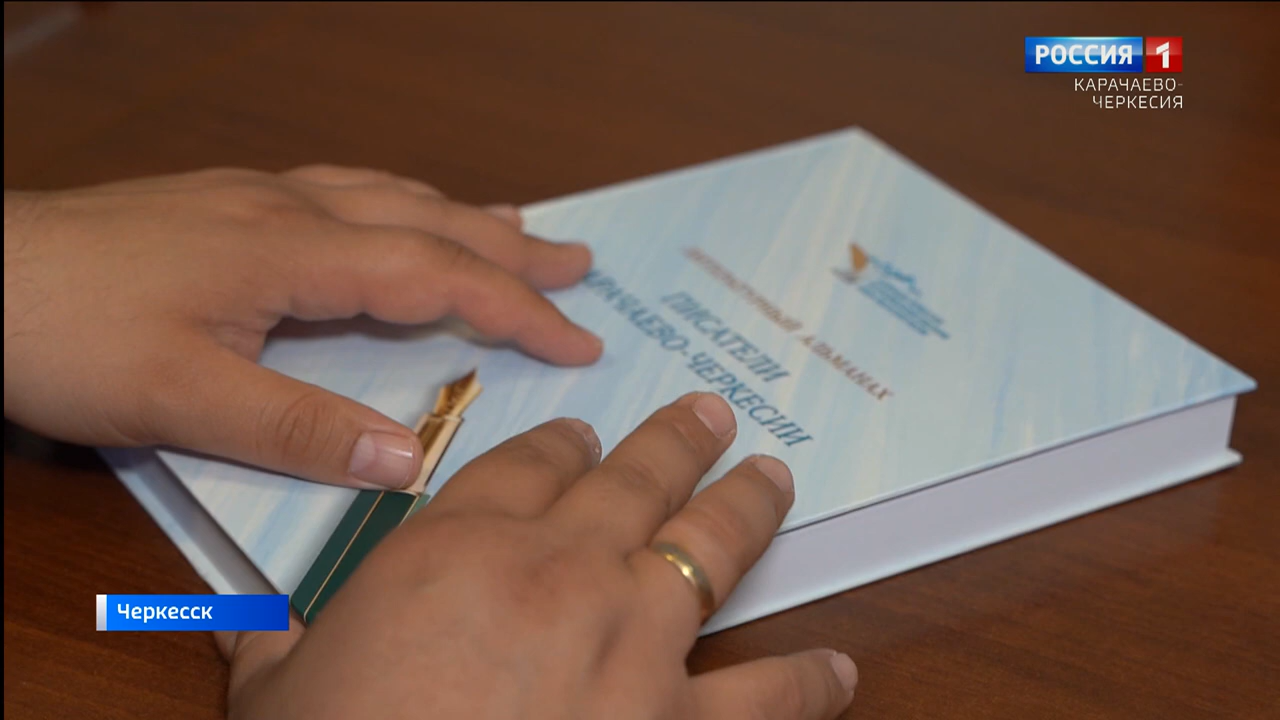 РОССИЯ 1
КАРАЧАЕВО-
ЧЕРКЕСИЯ
ЛИТЕРАТУРНЫЙ АЛЬМАНАХ
ПИСАТЕЛИ
КАРАЧАЕВО-ЧЕРКЕСИИ
Черкесск